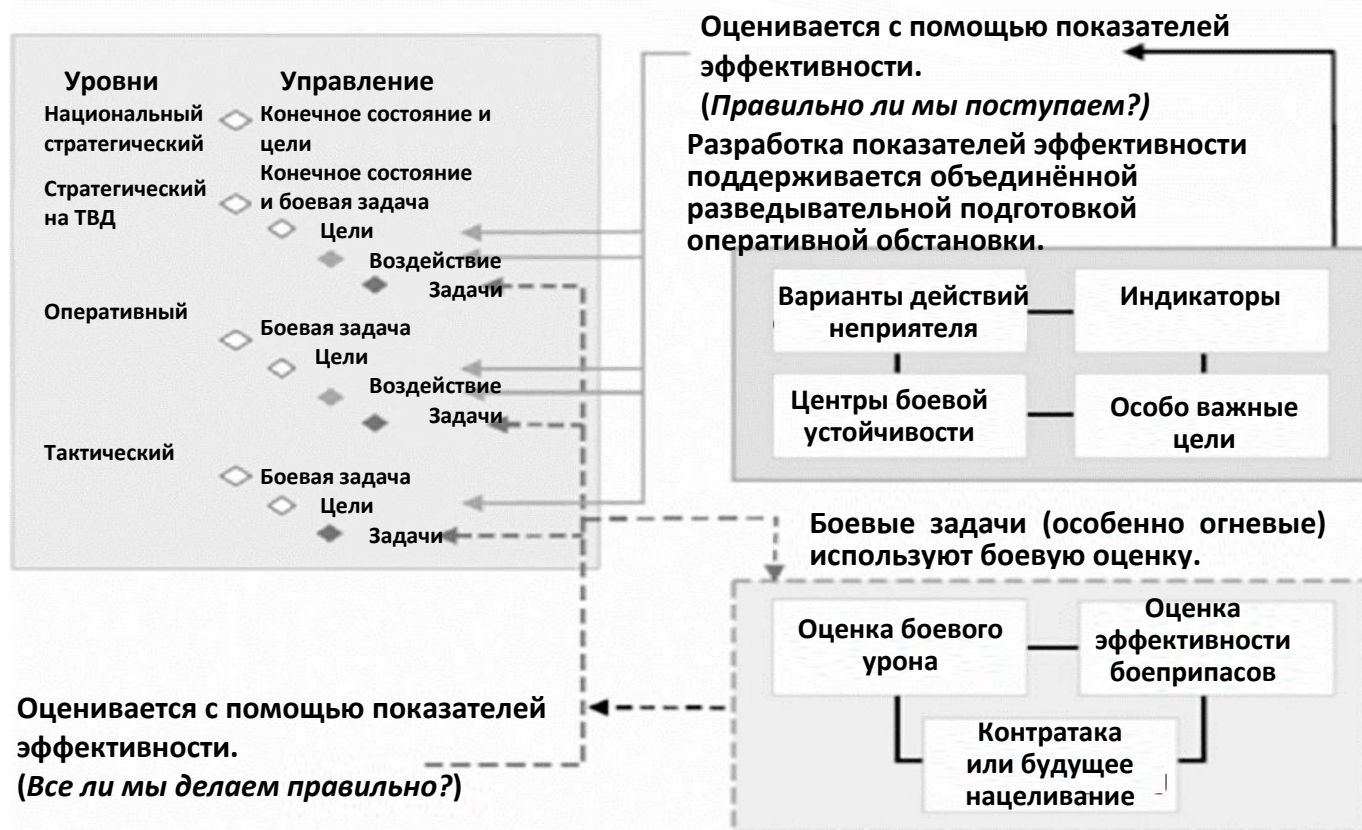 Оценивается с помощью показателей
эффективности.
(Правильно ли мы поступаем?)
Разработка показателей эффективности
поддерживается объединённой
разведывательной подготовкой
оперативной обстановки.
Уровни
Управление
Национальный
стратегический
Конечное состояние и
цели
Стратегический
на ТВД
Конечное состояние
и боевая задача
Цели
Воздействие
Задачи
Оперативный
Боевая задача
Цели
Воздействие
Задачи
Тактический
Боевая задача
Цели
Задачи
Варианты действий
неприятеля
Индикаторы
Центры боевой
устойчивости
Особо важные
цели
Боевые задачи (особенно огневые)
используют боевую оценку.
Оценка боевого
урона
Оценка
эффективности
боеприпасов
Контратака
или будущее
нацеливание
Оценивается с помощью показателей
эффективности.
(Все ли мы делаем правильно?)